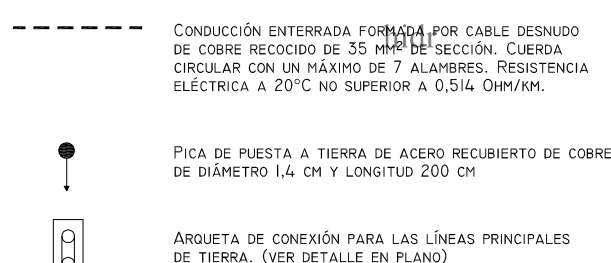 CONDUCCIÓN ENTERRADA FORMADA POR CABLE DESNUDO
DE COBRE RECOCIDO DE 35 MM² DE SECCIÓN. CUERDA
CIRCULAR CON UN MÁXIMO DE 7 ALAMBRES. RESISTENCIA
ELÉCTRICA A 20°C NO SUPERIOR A 0,514 OHM/KM.
PICA DE PUESTA A TIERRA DE ACERO RECUBIERTO DE COBRE
DE DIÁMETRO 1,4 CM Y LONGITUD 200 CM
ARQUETA DE CONEXIÓN PARA LAS LÍNEAS PRINCIPALES
DE TIERRA. (VER DETALLE EN PLANO)